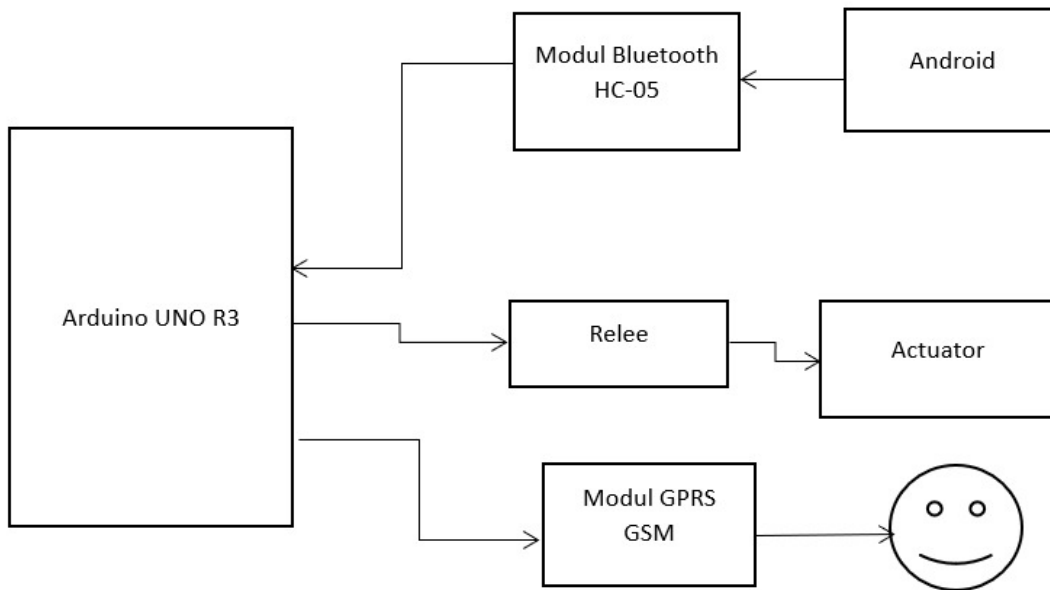 Modul Bluetooth
HC-05
Android
Arduino UNO R3
Relee
Actuator
Modul GPRS
GSM